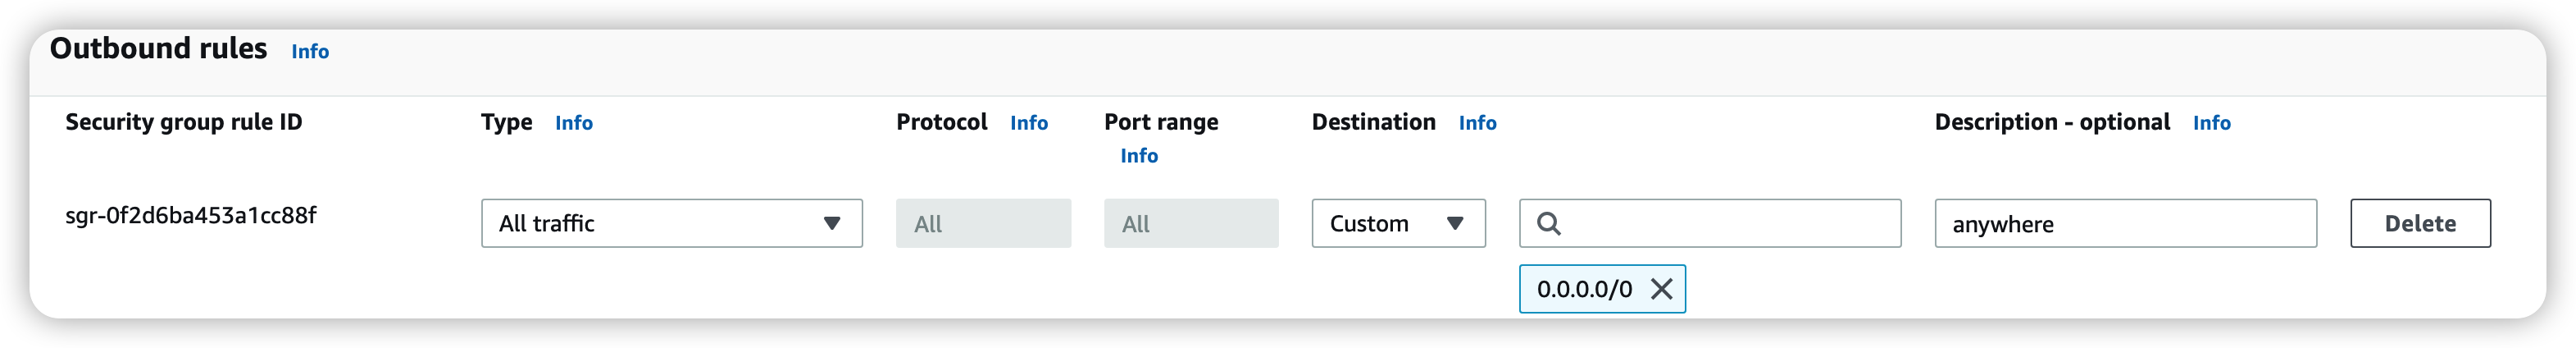 Outbound rules Info
Security group rule ID Type Info Protocol Info Port range Info Destination Info Description - optional Info
sgr-0f2d6ba453a1cc88f All traffic All All Custom anywhere Delete
0.0.0.0/0